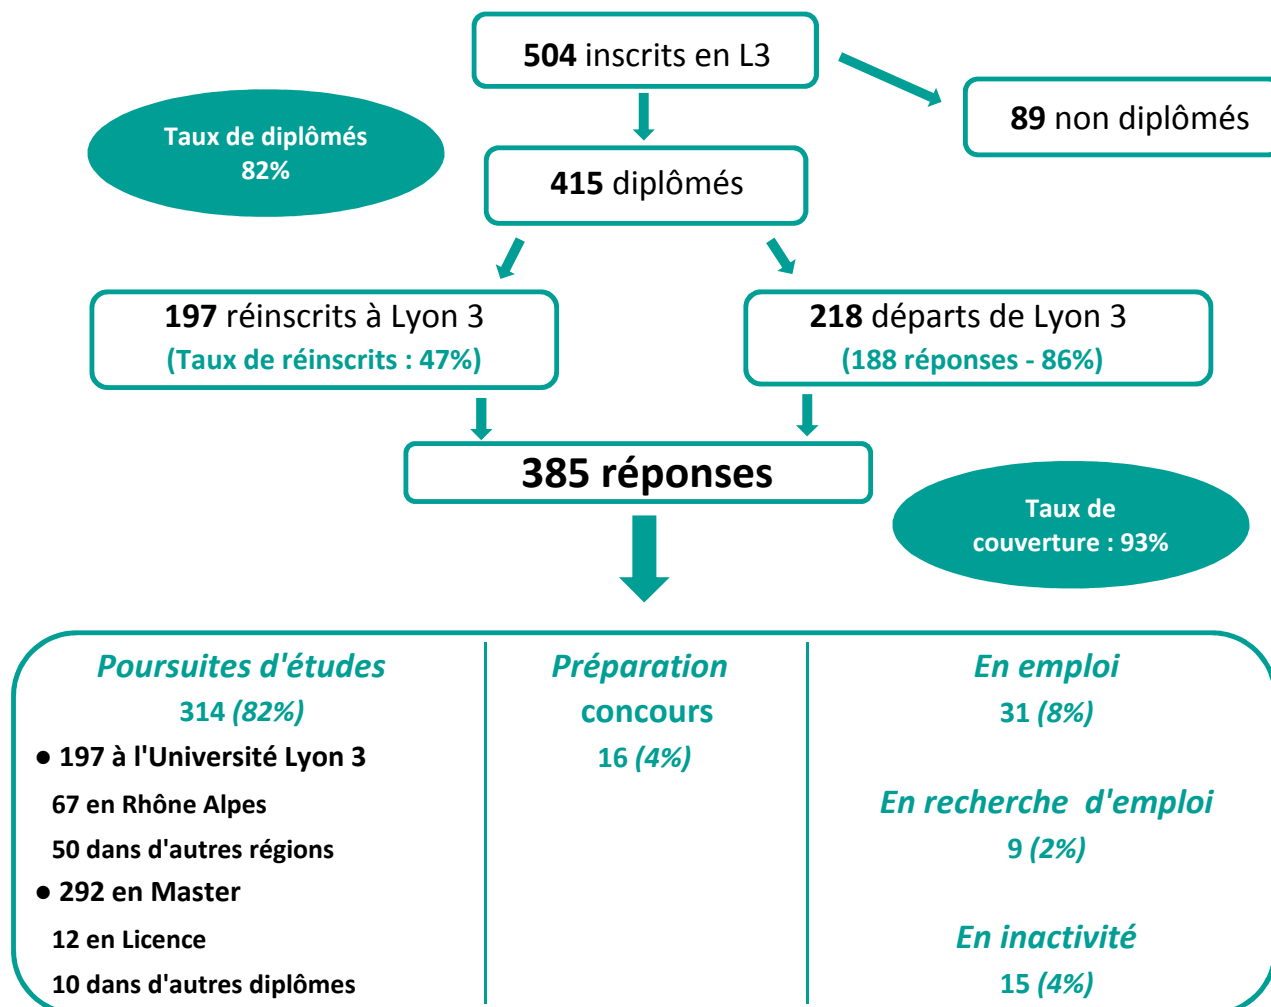 504 inscrits en L3
89 non diplômés
Taux de diplômés
82%
415 diplômés
197 réinscrits à Lyon 3
(Taux de réinscrits : 47%)
218 départs de Lyon 3
(188 réponses - 86%)
385 réponses
Taux de
couverture : 93%
Poursuites d'études
314 (82%)
● 197 à l'Université Lyon 3
67 en Rhône Alpes
50 dans d'autres régions
● 292 en Master
12 en Licence
10 dans d'autres diplômes
Préparation
concours
16 (4%)
En emploi
31 (8%)
En recherche d'emploi
9 (2%)
En inactivité
15 (4%)